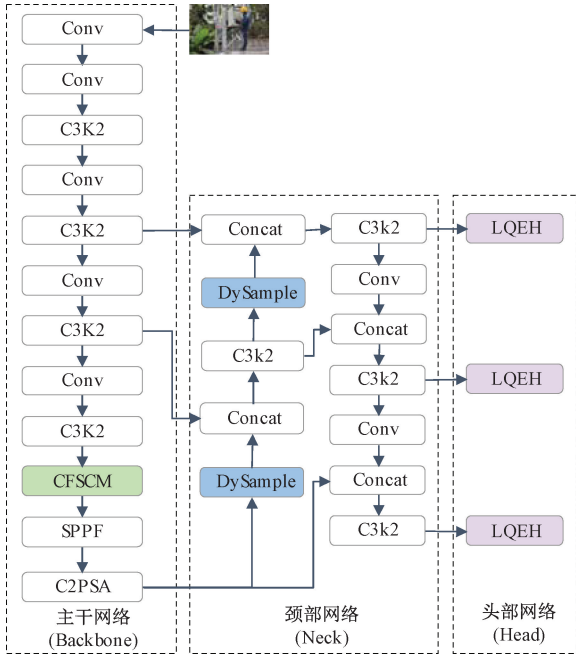 Conv
Conv
C3K2
Conv
C3K2
Conv
C3K2
Conv
C3K2
CFSCM
SPPF
C2PSA
主干网络
(Backbone)
Concat
DySample
C3k2
Concat
DySample
C3k2
Conv
Concat
C3k2
Conv
Concat
C3k2
颈部网络
(Neck)
LQEH
LQEH
LQEH
头部网络
(Head)